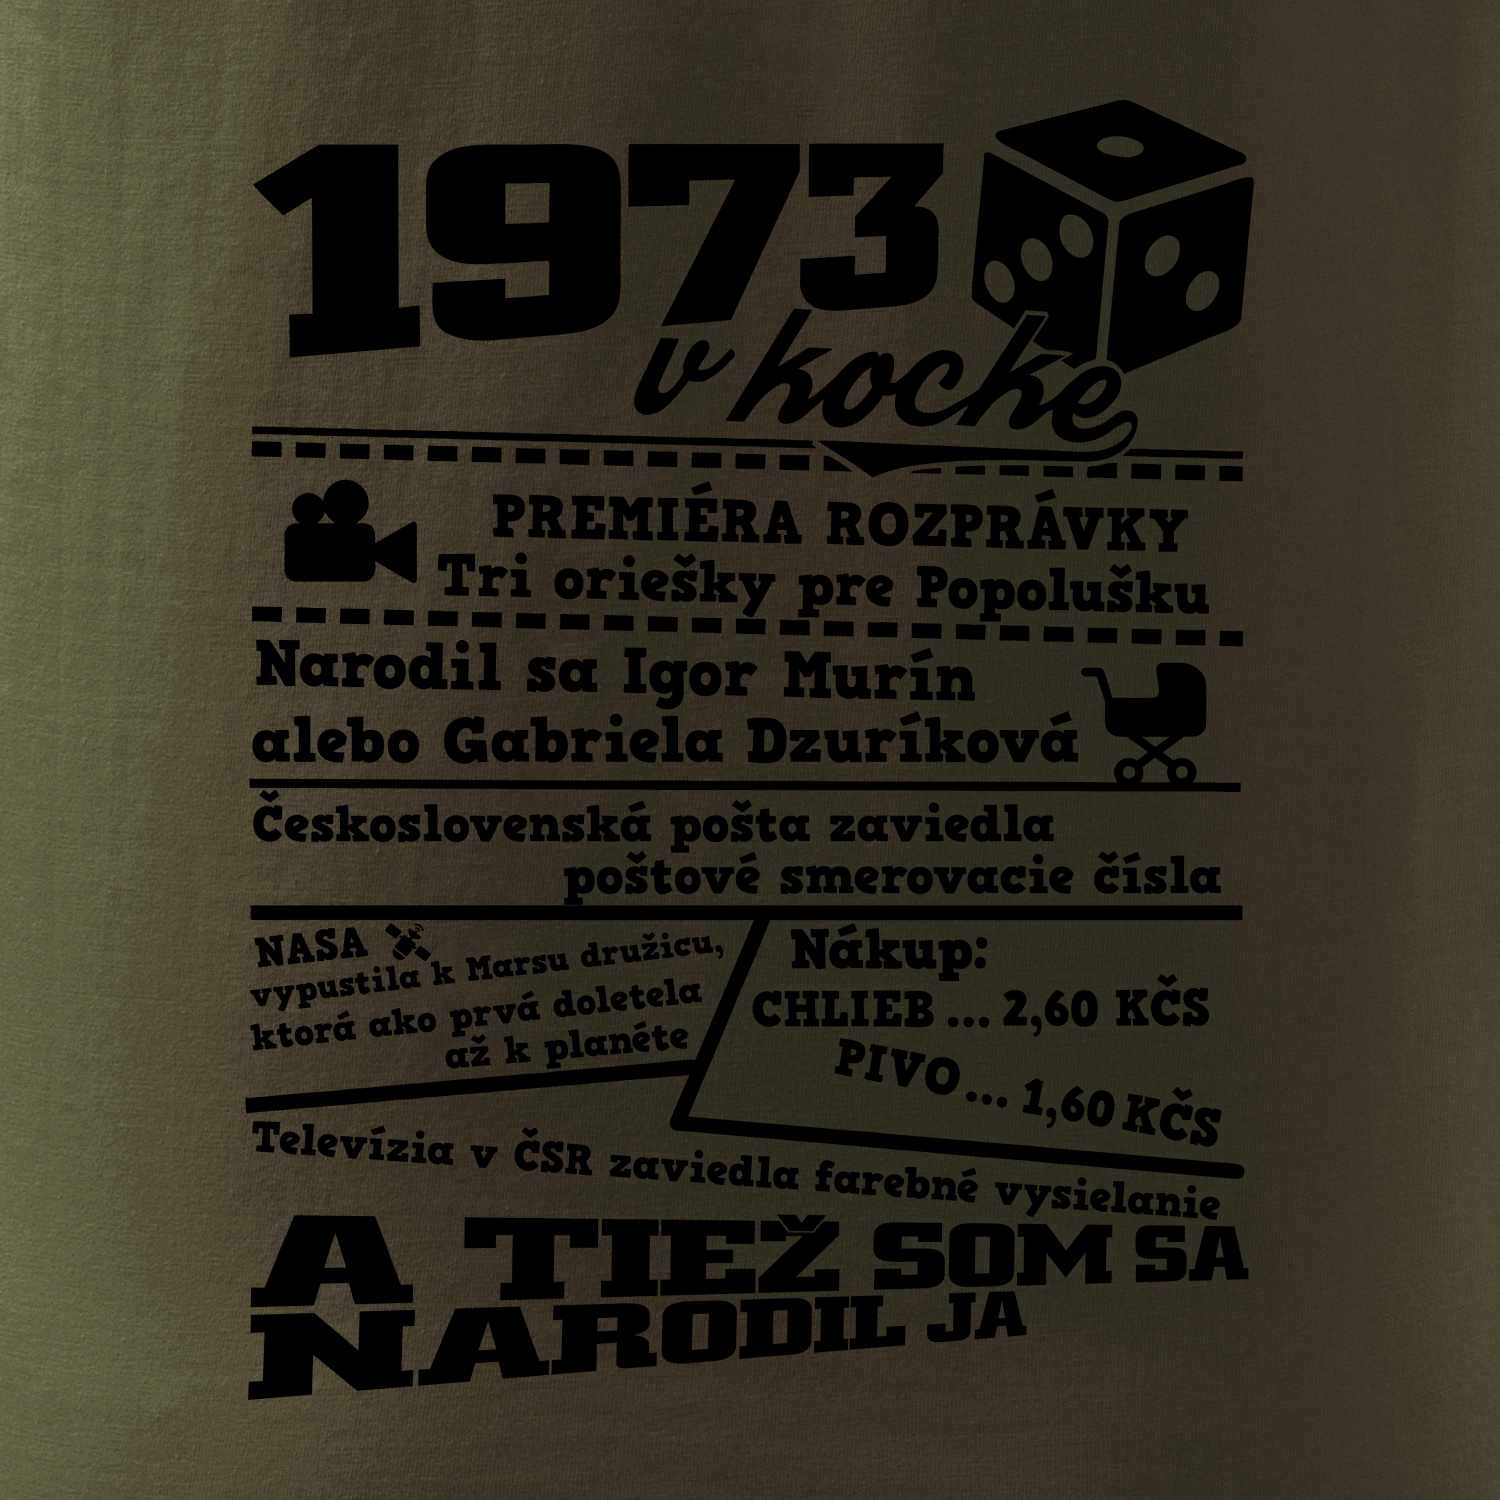 1973
v kocke
PREMIÉRA ROZPRÁVKY
Tri oriešky pre Popolušku
Narodil sa Igor Murín
alebo Gabriela Dzuríková
Československá pošta zaviedla
poštové smerovacie čísla
NASA
vypustila k Marsu družicu,
ktorá ako prvá doletela
až k planéte
Nákup:
CHLIEB ... 2,60 KČS
PIVO ... 1,60 KČS
Televízia v ČSR zaviedla farebné vysielanie
A TIEŽ SOM SA
NARODIL JA